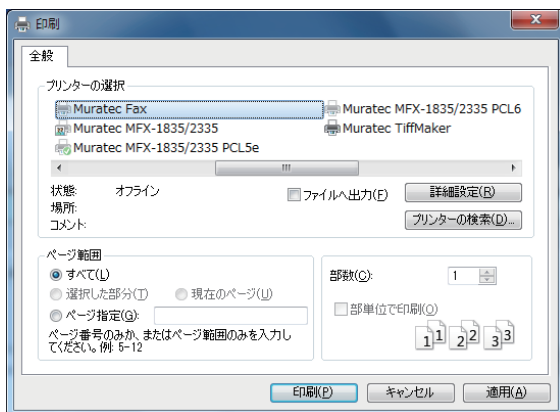 印刷
全般
プリンターの選択
Muratec Fax
Muratec MFX-1835/2335 PCL6
Muratec MFX-1835/2335
Muratec TiffMaker
Muratec MFX-1835/2335 PCL5e
状態: オフライン
ファイルへ出力(F)
詳細設定(R)
場所:
コメント:
プリンターの検索(D)...
ページ範囲
すべて(L)
選択した部分(T)
現在のページ(U)
ページ指定(G):
ページ番号のみか、またはページ範囲のみを入力し
てください。例: 5-12
部数(C):
1
部単位で印刷(O)
1 1 2 2 3 3
印刷(P)
キャンセル
適用(A)